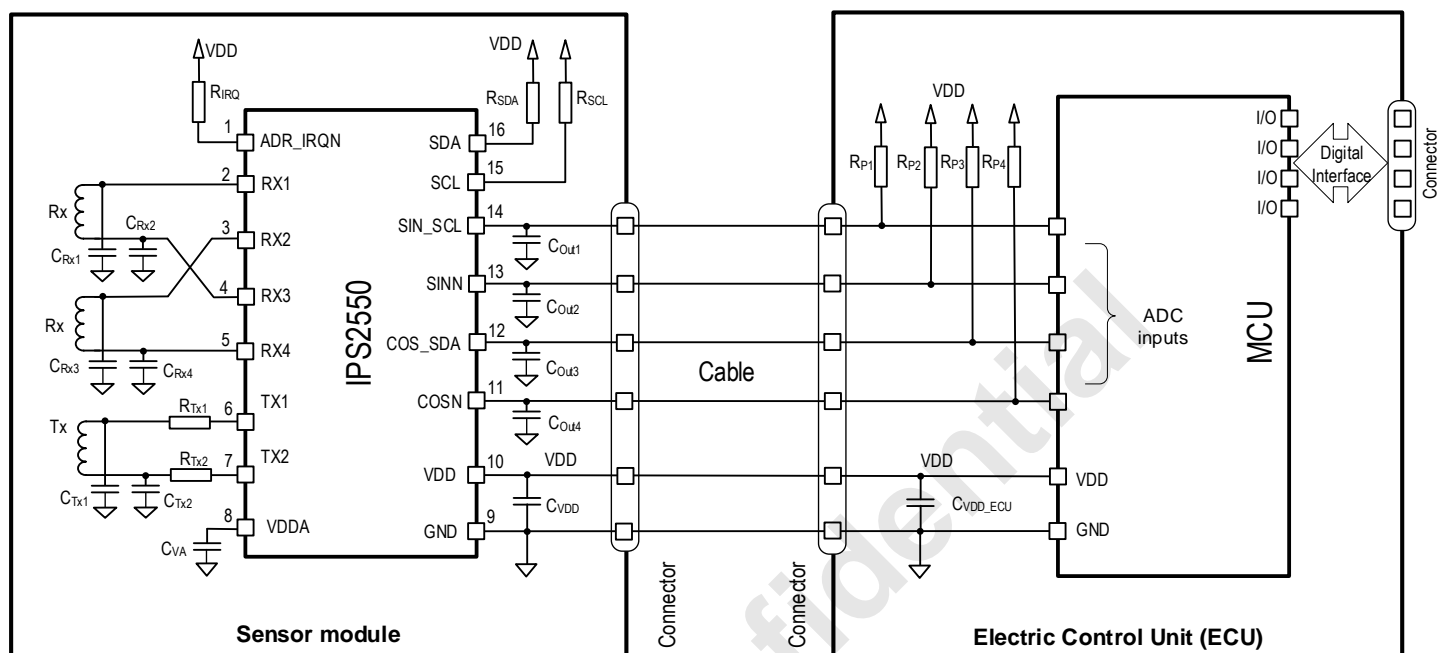 VDD
RIRQ
1
ADR_IRQN
2
RX1
Rx
CRx2
CRx1
3
RX2
4
RX3
Rx
5
RX4
CRx3
CRx4
TX1
6
RTx1
Tx
TX2
RTx2
7
CTx1
CTx2
8
VDDA
CVA
IPS2550
VDD
RSDA
RSCL
16
SDA
15
SCL
14
SIN_SCL
COut1
13
SINN
COut2
12
COS_SDA
COut3
11
COSN
COut4
10
VDD
VDD
CVDD
9
GND
Sensor module
Connector
Cable
Connector
VDD
RP1
RP2
RP3
RP4
ADC
inputs
MCU
VDD
VDD
CVDD_ECU
GND
I/O
I/O
I/O
I/O
Digital
Interface
Connector
Electric Control Unit (ECU)
fidential